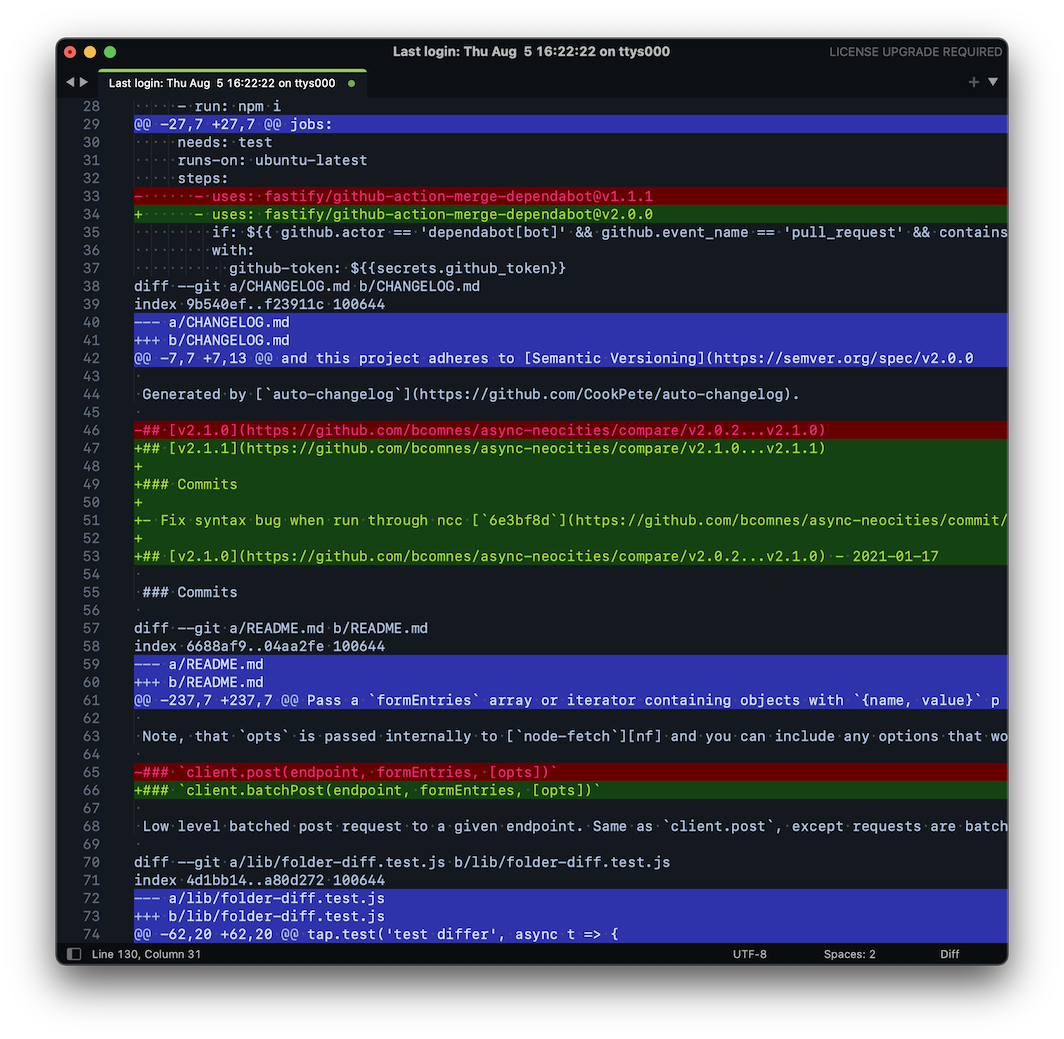 Last login: Thu Aug  5 16:22:22 on ttys000
LICENSE UPGRADE REQUIRED
Last login: Thu Aug  5 16:22:22 on ttys000
28 - run: npm i
29 @@ -27,7 +27,7 @@ jobs:
30 needs: test
31 runs-on: ubuntu-latest
32 steps:
33 -      - uses: fastify/github-action-merge-dependabot@v1.1.1
34 +      - uses: fastify/github-action-merge-dependabot@v2.0.0
35 if: ${{ github.actor == 'dependabot[bot]' && github.event_name == 'pull_request' && contains
36 with:
37 github-token: ${{secrets.github_token}}
38 diff --git a/CHANGELOG.md b/CHANGELOG.md
39 index 9b540ef..f23911c 100644
40 --- a/CHANGELOG.md
41 +++ b/CHANGELOG.md
42 @@ -7,7 +7,13 @@ and this project adheres to [Semantic Versioning](https://semver.org/spec/v2.0.0
43
44 Generated by [`auto-changelog`](https://github.com/CookPete/auto-changelog).
45
46 -## [v2.1.0](https://github.com/bcomnes/async-neocities/compare/v2.0.2...v2.1.0)
47 +## [v2.1.1](https://github.com/bcomnes/async-neocities/compare/v2.1.0...v2.1.1)
48 +
49 +### Commits
50 +
51 +- Fix syntax bug when run through ncc [`6e3bf8d`](https://github.com/bcomnes/async-neocities/commit/
52 +
53 +## [v2.1.0](https://github.com/bcomnes/async-neocities/compare/v2.0.2...v2.1.0) - 2021-01-17
54
55 ### Commits
56
57 diff --git a/README.md b/README.md
58 index 6688af9..04aa2fe 100644
59 --- a/README.md
60 +++ b/README.md
61 @@ -237,7 +237,7 @@ Pass a `formEntries` array or iterator containing objects with `{name, value}` p
62
63 Note, that `opts` is passed internally to [`node-fetch`][nf] and you can include any options that wo
64
65 -### `client.post(endpoint, formEntries, [opts])`
66 +### `client.batchPost(endpoint, formEntries, [opts])`
67
68 Low level batched post request to a given endpoint. Same as `client.post`, except requests are batch
69
70 diff --git a/lib/folder-diff.test.js b/lib/folder-diff.test.js
71 index 4d1bb14..a80d272 100644
72 --- a/lib/folder-diff.test.js
73 +++ b/lib/folder-diff.test.js
74 @@ -62,20 +62,20 @@ tap.test('test differ', async t => {
Line 130, Column 31
UTF-8
Spaces: 2
Diff